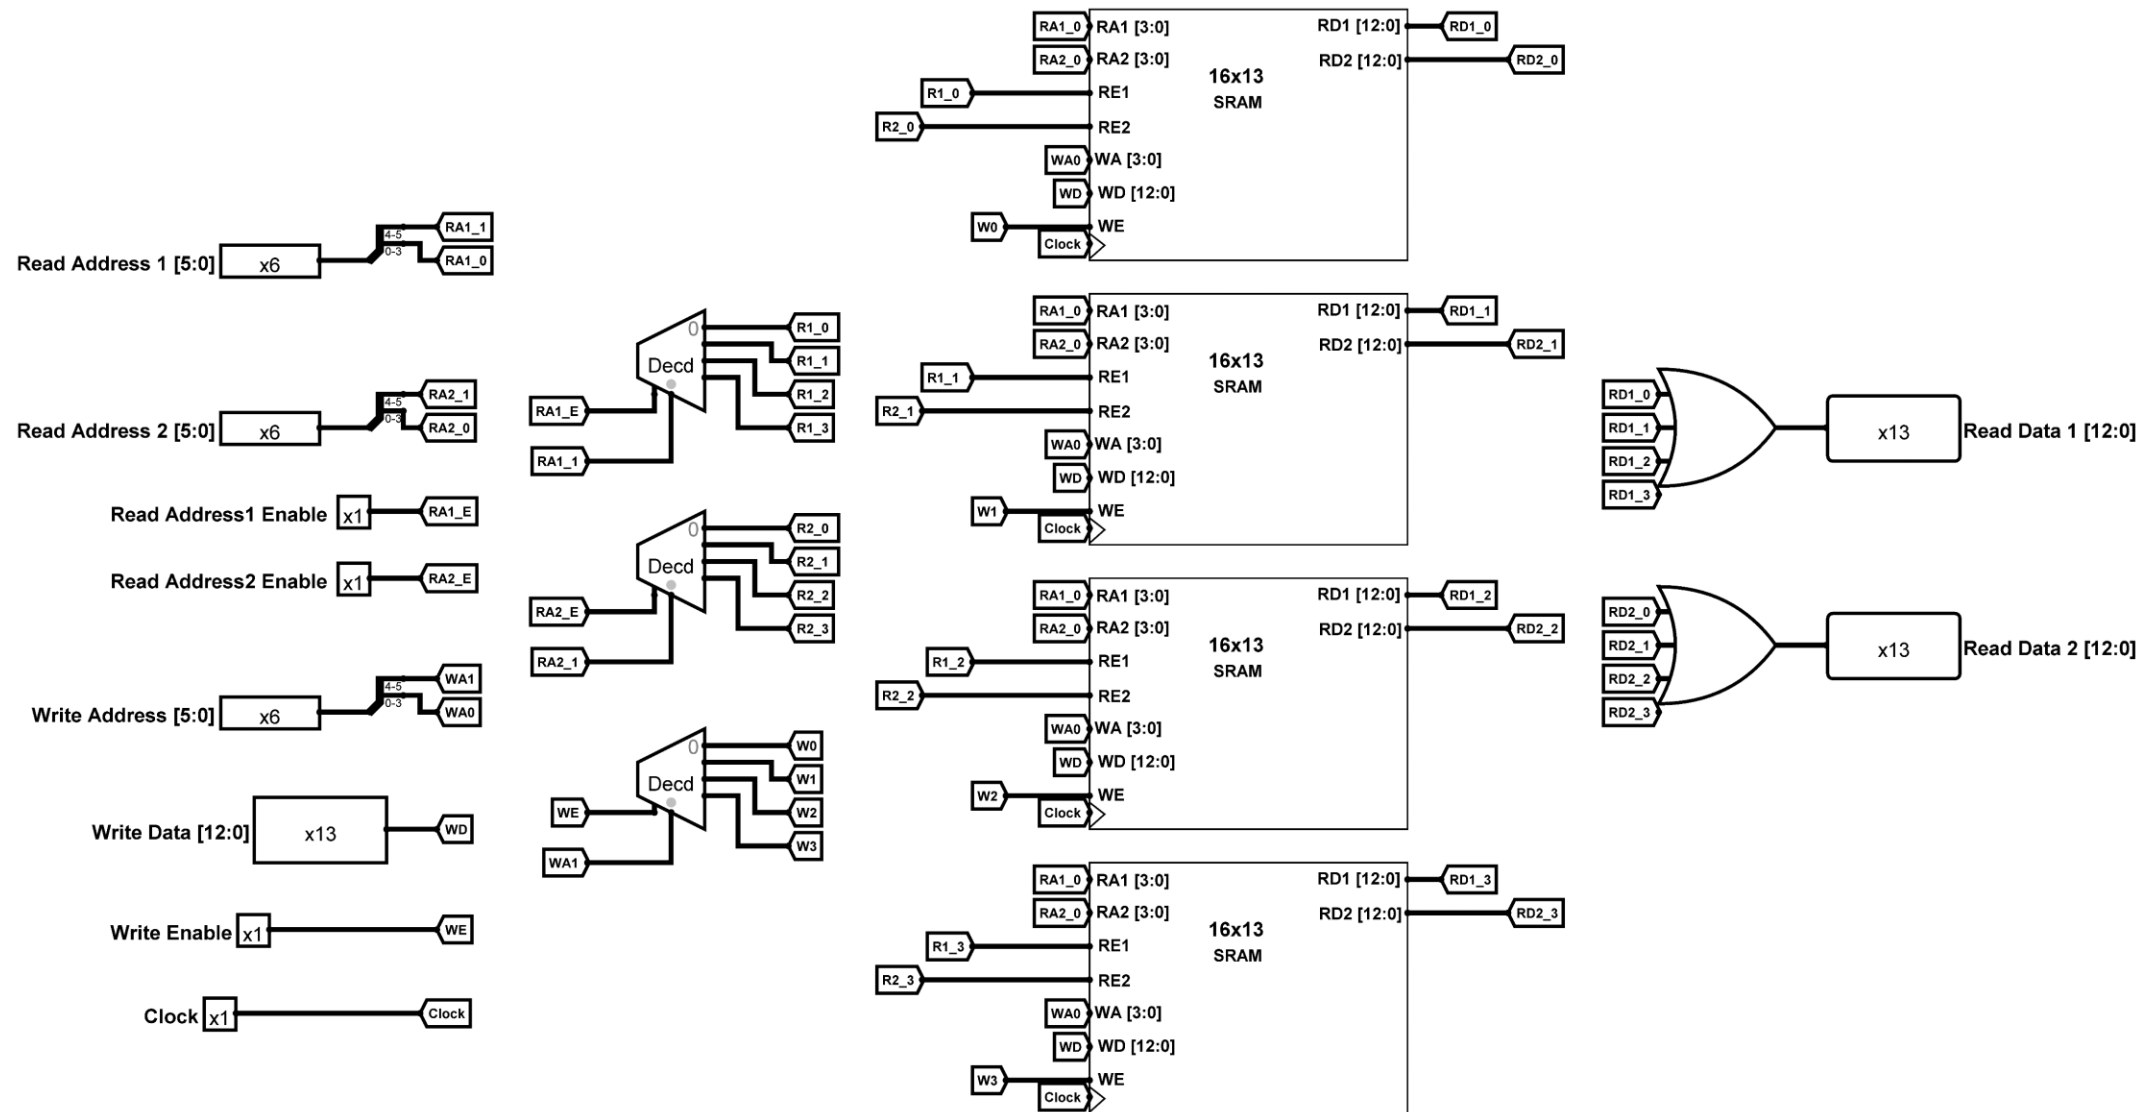 Read Address 1 [5:0]
x6
4-5
0-3
RA1_1
RA1_0
Read Address 2 [5:0]
x6
4-5
0-3
RA2_1
RA2_0
Read Address1 Enable
x1
RA1_E
Read Address2 Enable
x1
RA2_E
Write Address [5:0]
x6
4-5
0-3
WA1
WA0
Write Data [12:0]
x13
WD
Write Enable
x1
WE
Clock
x1
Clock
0
Decd
RA1_E
RA1_1
R1_0
R1_1
R1_2
R1_3
0
Decd
RA2_E
RA2_1
R2_0
R2_1
R2_2
R2_3
0
Decd
WE
WA1
W0
W1
W2
W3
RA1_0 RA1 [3:0]
RA2_0 RA2 [3:0]
R1_0 RE1
R2_0 RE2
WA0 WA [3:0]
WD WD [12:0]
W0 WE
Clock
16x13
SRAM
RD1 [12:0] RD1_0
RD2 [12:0] RD2_0
RA1_0 RA1 [3:0]
RA2_0 RA2 [3:0]
R1_1 RE1
R2_1 RE2
WA0 WA [3:0]
WD WD [12:0]
W1 WE
Clock
16x13
SRAM
RD1 [12:0] RD1_1
RD2 [12:0] RD2_1
RA1_0 RA1 [3:0]
RA2_0 RA2 [3:0]
R1_2 RE1
R2_2 RE2
WA0 WA [3:0]
WD WD [12:0]
W2 WE
Clock
16x13
SRAM
RD1 [12:0] RD1_2
RD2 [12:0] RD2_2
RA1_0 RA1 [3:0]
RA2_0 RA2 [3:0]
R1_3 RE1
R2_3 RE2
WA0 WA [3:0]
WD WD [12:0]
W3 WE
Clock
16x13
SRAM
RD1 [12:0] RD1_3
RD2 [12:0] RD2_3
RD1_0
RD1_1
RD1_2
RD1_3
x13
Read Data 1 [12:0]
RD2_0
RD2_1
RD2_2
RD2_3
x13
Read Data 2 [12:0]